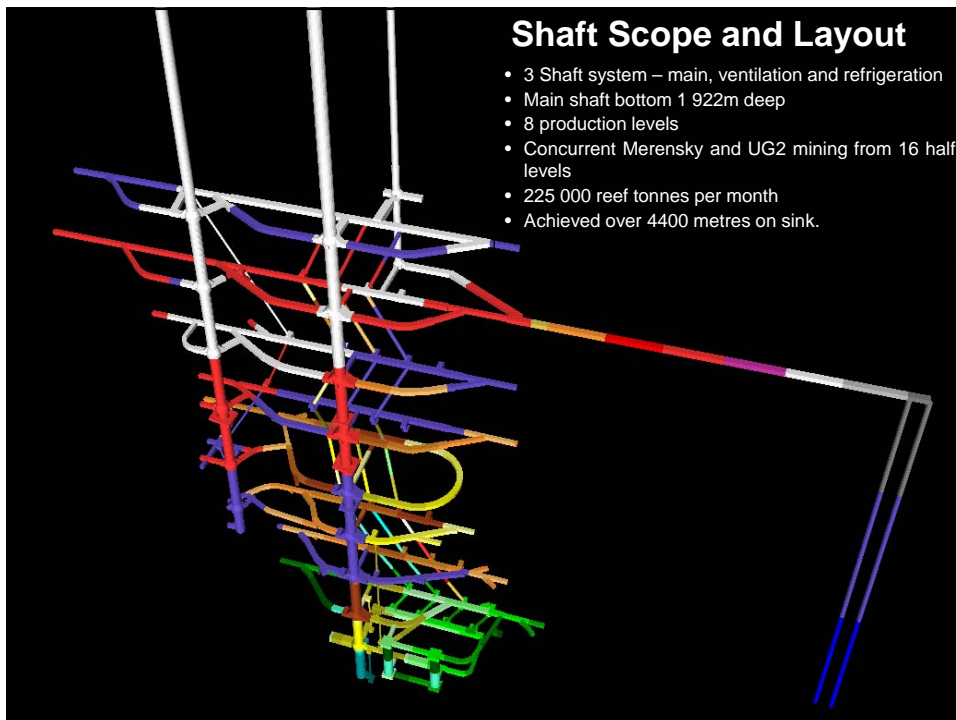 Shaft Scope and Layout
• 3 Shaft system – main, ventilation and refrigeration
• Main shaft bottom 1 922m deep
• 8 production levels
• Concurrent Merensky and UG2 mining from 16 half
levels
• 225 000 reef tonnes per month
• Achieved over 4400 metres on sink.